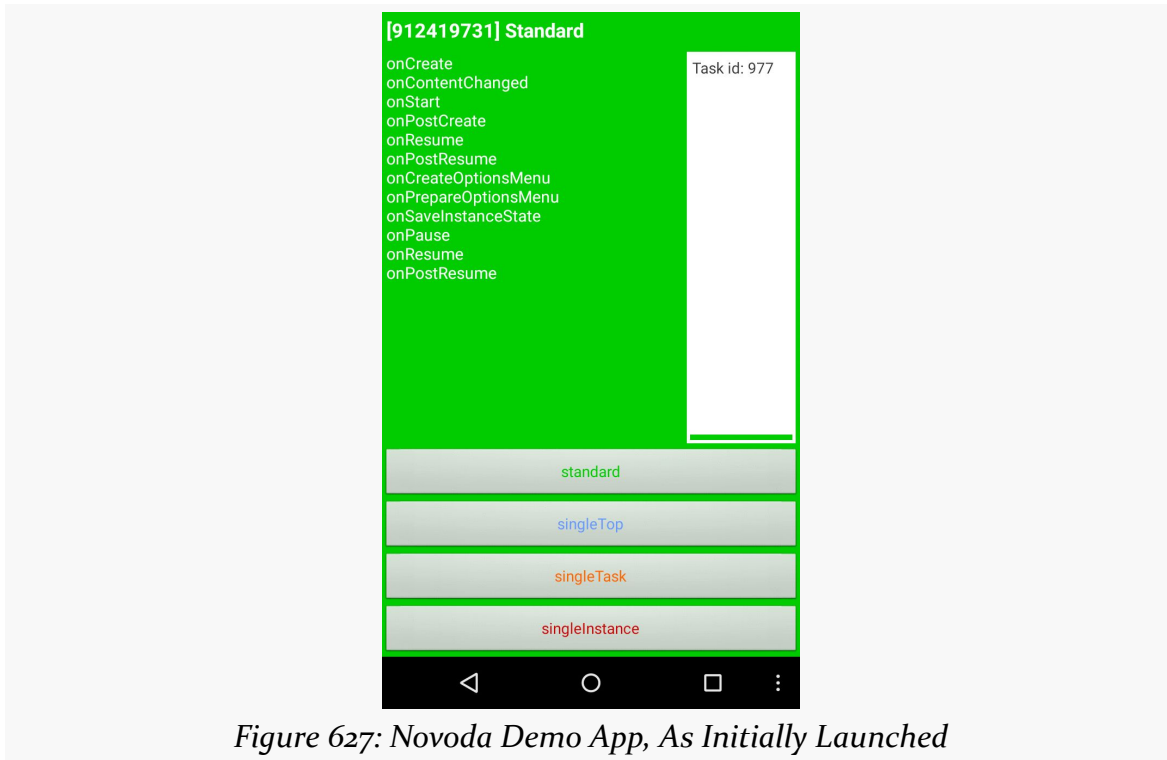 [912419731] Standard
onCreate
onContentChanged
onStart
onPostCreate
onResume
onPostResume
onCreateOptionsMenu
onPrepareOptionsMenu
onSaveInstanceState
onPause
onResume
onPostResume
Task id: 977
standard
singleTop
singleTask
singleInstance
Figure 627: Novoda Demo App, As Initially Launched